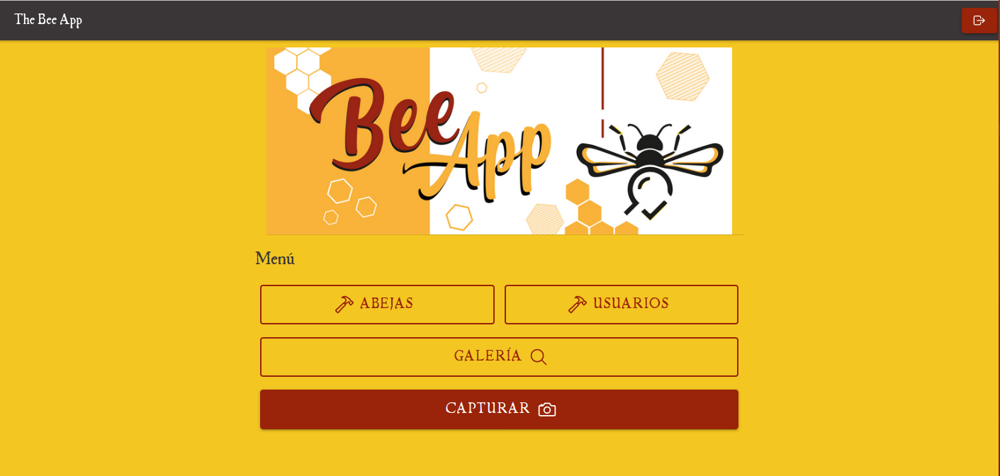 The Bee App
Bee
App
Menú
ABEJAS
USUARIOS
GALERÍA
CAPTURAR